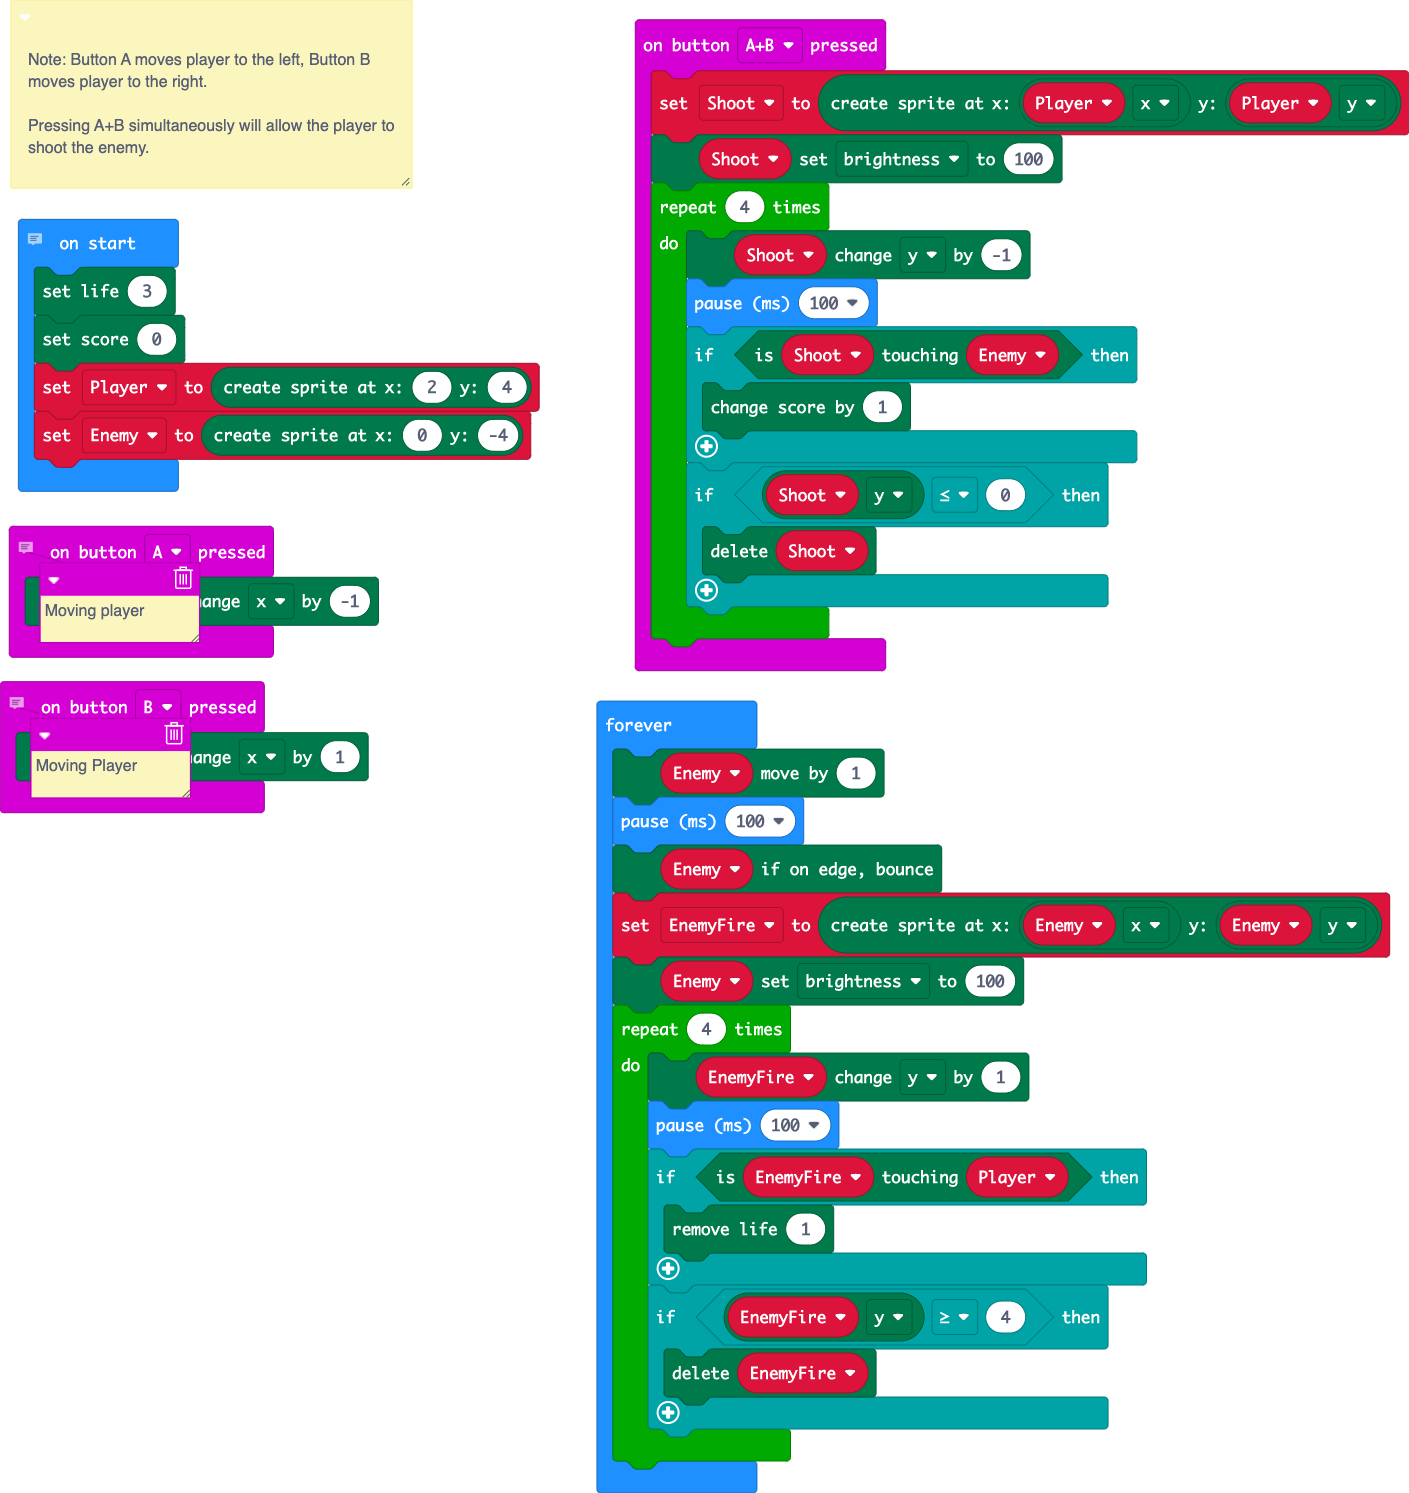 Note: Button A moves player to the left, Button B
moves player to the right.
Pressing A+B simultaneously will allow the player to
shoot the enemy.
on start
set life 3
set score 0
set Player to create sprite at x: 2 y: 4
set Enemy to create sprite at x: 0 y: -4
on button A pressed
Moving player
change x by -1
on button B pressed
Moving Player
change x by 1
on button A+B pressed
set Shoot to create sprite at x: Player x y: Player y
Shoot set brightness to 100
repeat 4 times
do
Shoot change y by -1
pause (ms) 100
if is Shoot touching Enemy then
change score by 1
if Shoot y ≤ 0 then
delete Shoot
forever
Enemy move by 1
pause (ms) 100
Enemy if on edge, bounce
set EnemyFire to create sprite at x: Enemy x y: Enemy y
Enemy set brightness to 100
repeat 4 times
do
EnemyFire change y by 1
pause (ms) 100
if is EnemyFire touching Player then
remove life 1
if EnemyFire y ≥ 4 then
delete EnemyFire